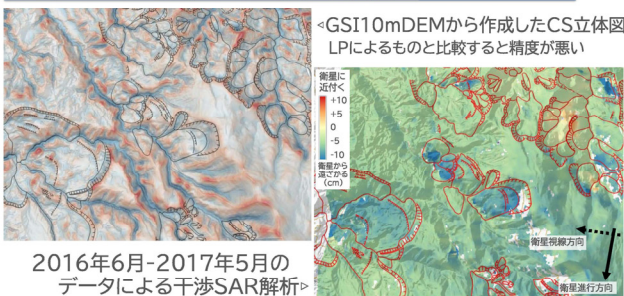 ◁GSI10mDEMから作成したCS立体図
LPによるものと比較すると精度が悪い
衛星に
近付く
+10
+5
0
-5
-10
衛星から
遠ざかる
(cm)
衛星視線方向
衛星進行方向
2016年6月-2017年5月の
データによる干渉SAR解析▷